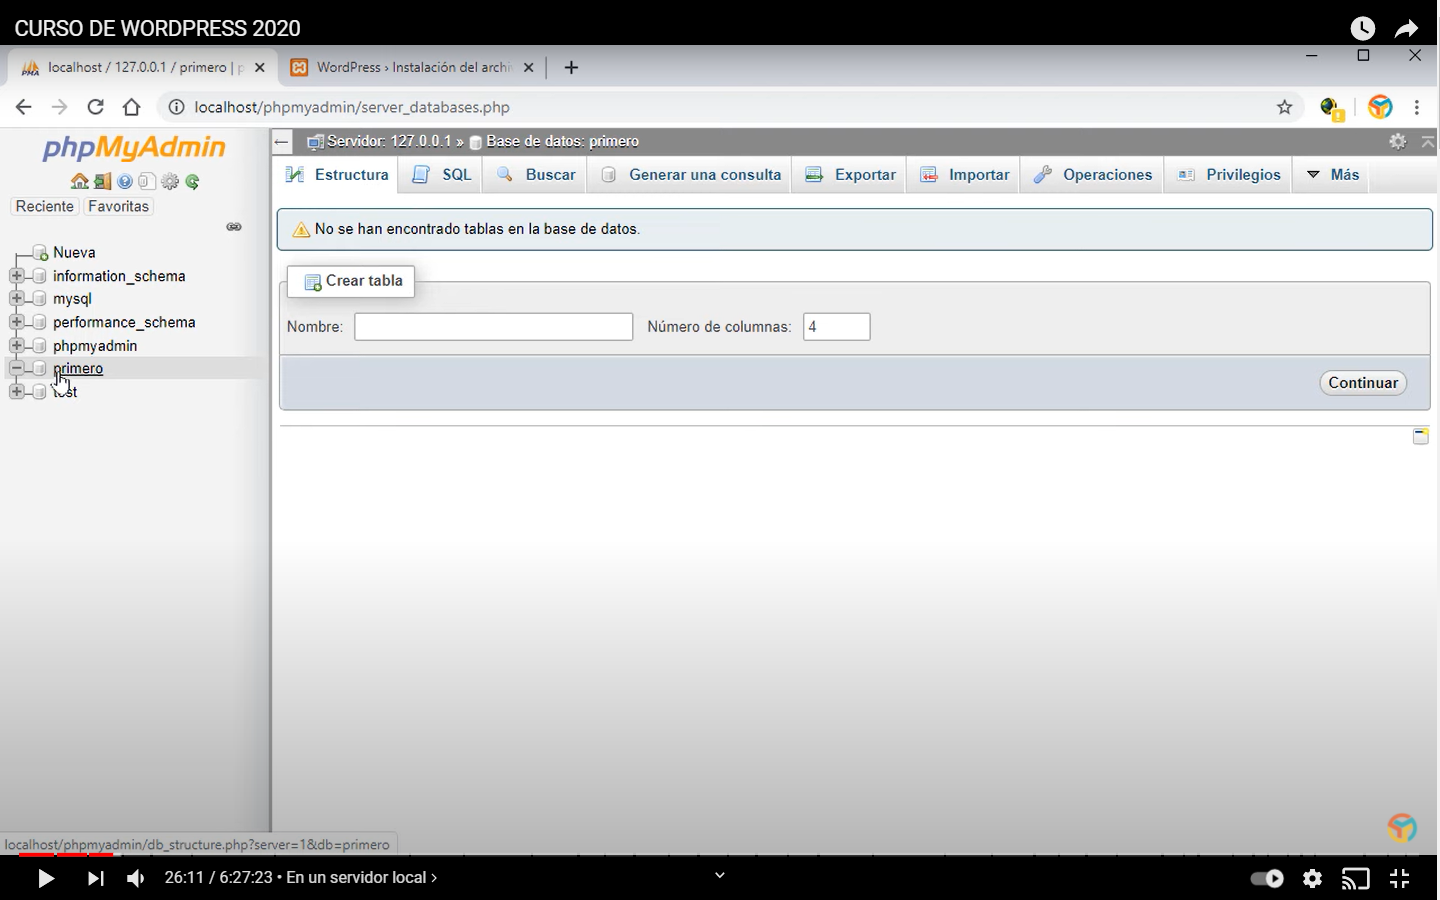 CURSO DE WORDPRESS 2020
localhost / 127.0.0.1 / primero | p
WordPress › Instalación del archi
localhost/phpmyadmin/server_databases.php
phpMyAdmin
Servidor: 127.0.0.1 » Base de datos: primero
Estructura SQL Buscar Generar una consulta Exportar Importar Operaciones Privilegios Más
Reciente Favoritas
No se han encontrado tablas en la base de datos.
Nueva
information_schema
mysql
performance_schema
phpmyadmin
primero
test
Crear tabla
Nombre: Número de columnas: 4
Continuar
localhost/phpmyadmin/db_structure.php?server=1&db=primero
26:11 / 6:27:23 • En un servidor local ›